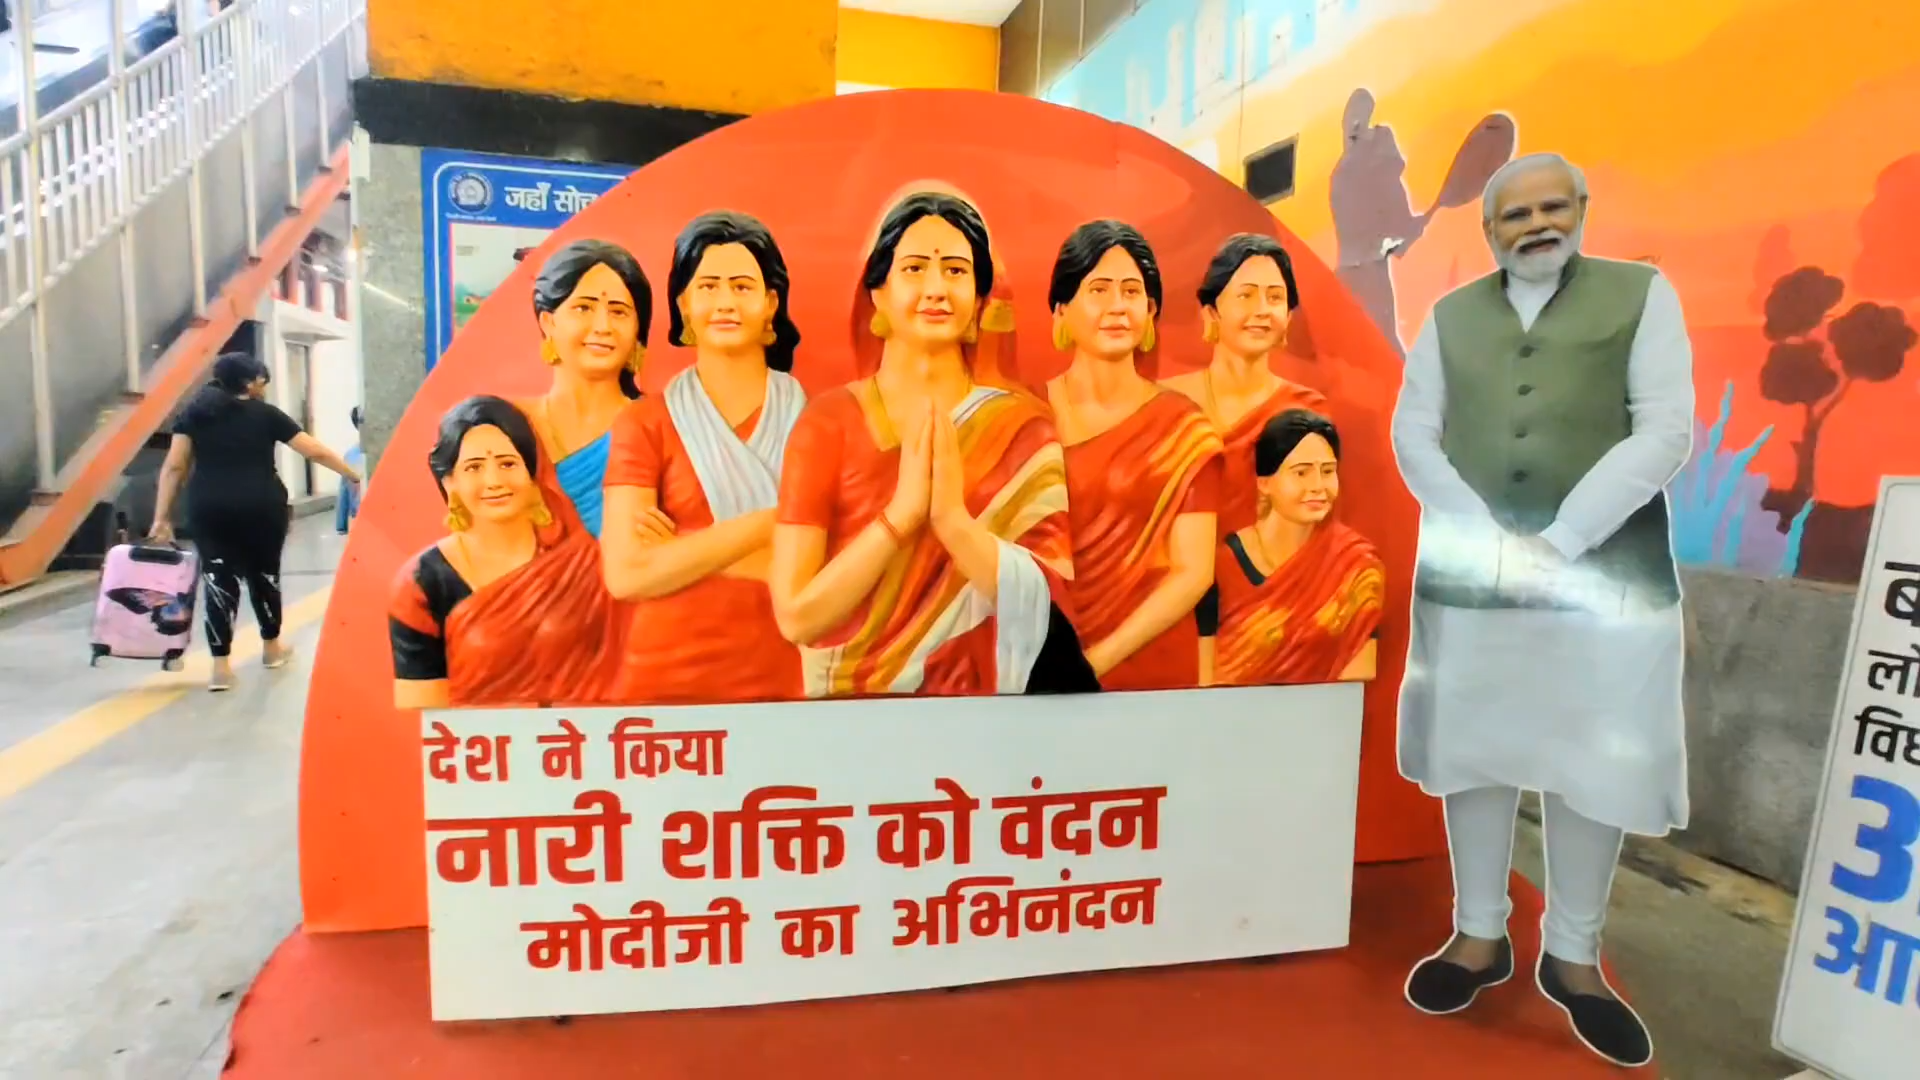 जहाँ सोच
देश ने किया
नारी शक्ति को वंदन
मोदीजी का अभिनंदन